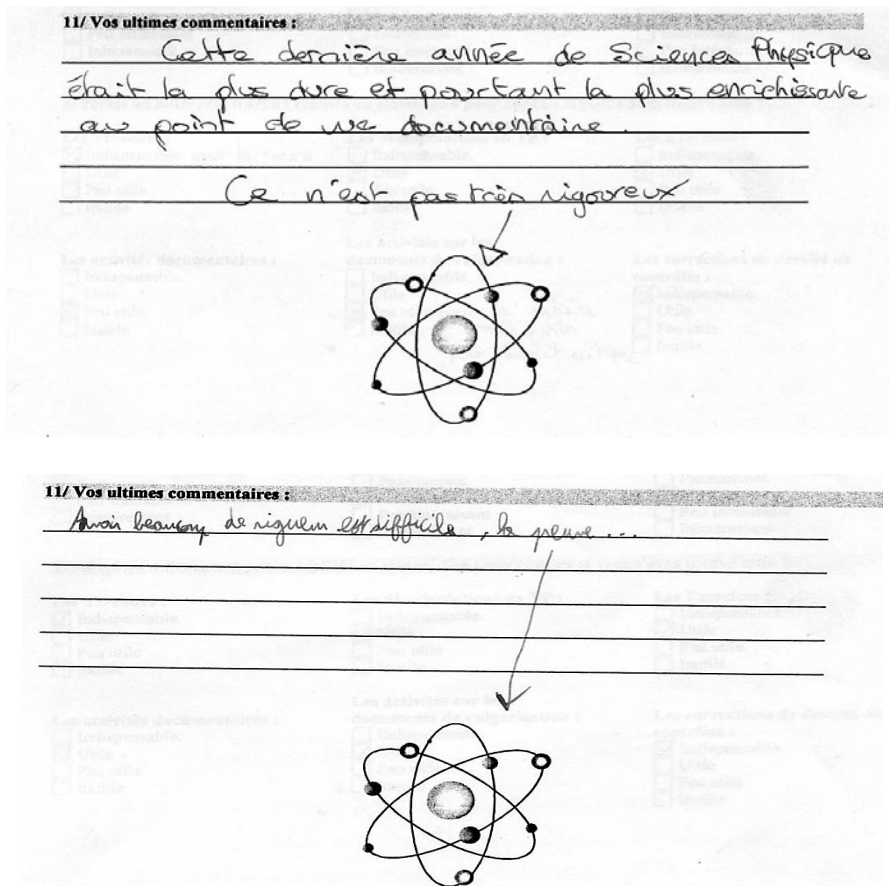 11/ Vos ultimes commentaires :
Cette dernière année de Sciences Physique
était la plus dure et pourtant la plus enrichissante
au point de vue documentaire.
Ce n'est pas très rigoureux
11/ Vos ultimes commentaires :
Avoir beaucoup de rigueur est difficile, la preuve ...